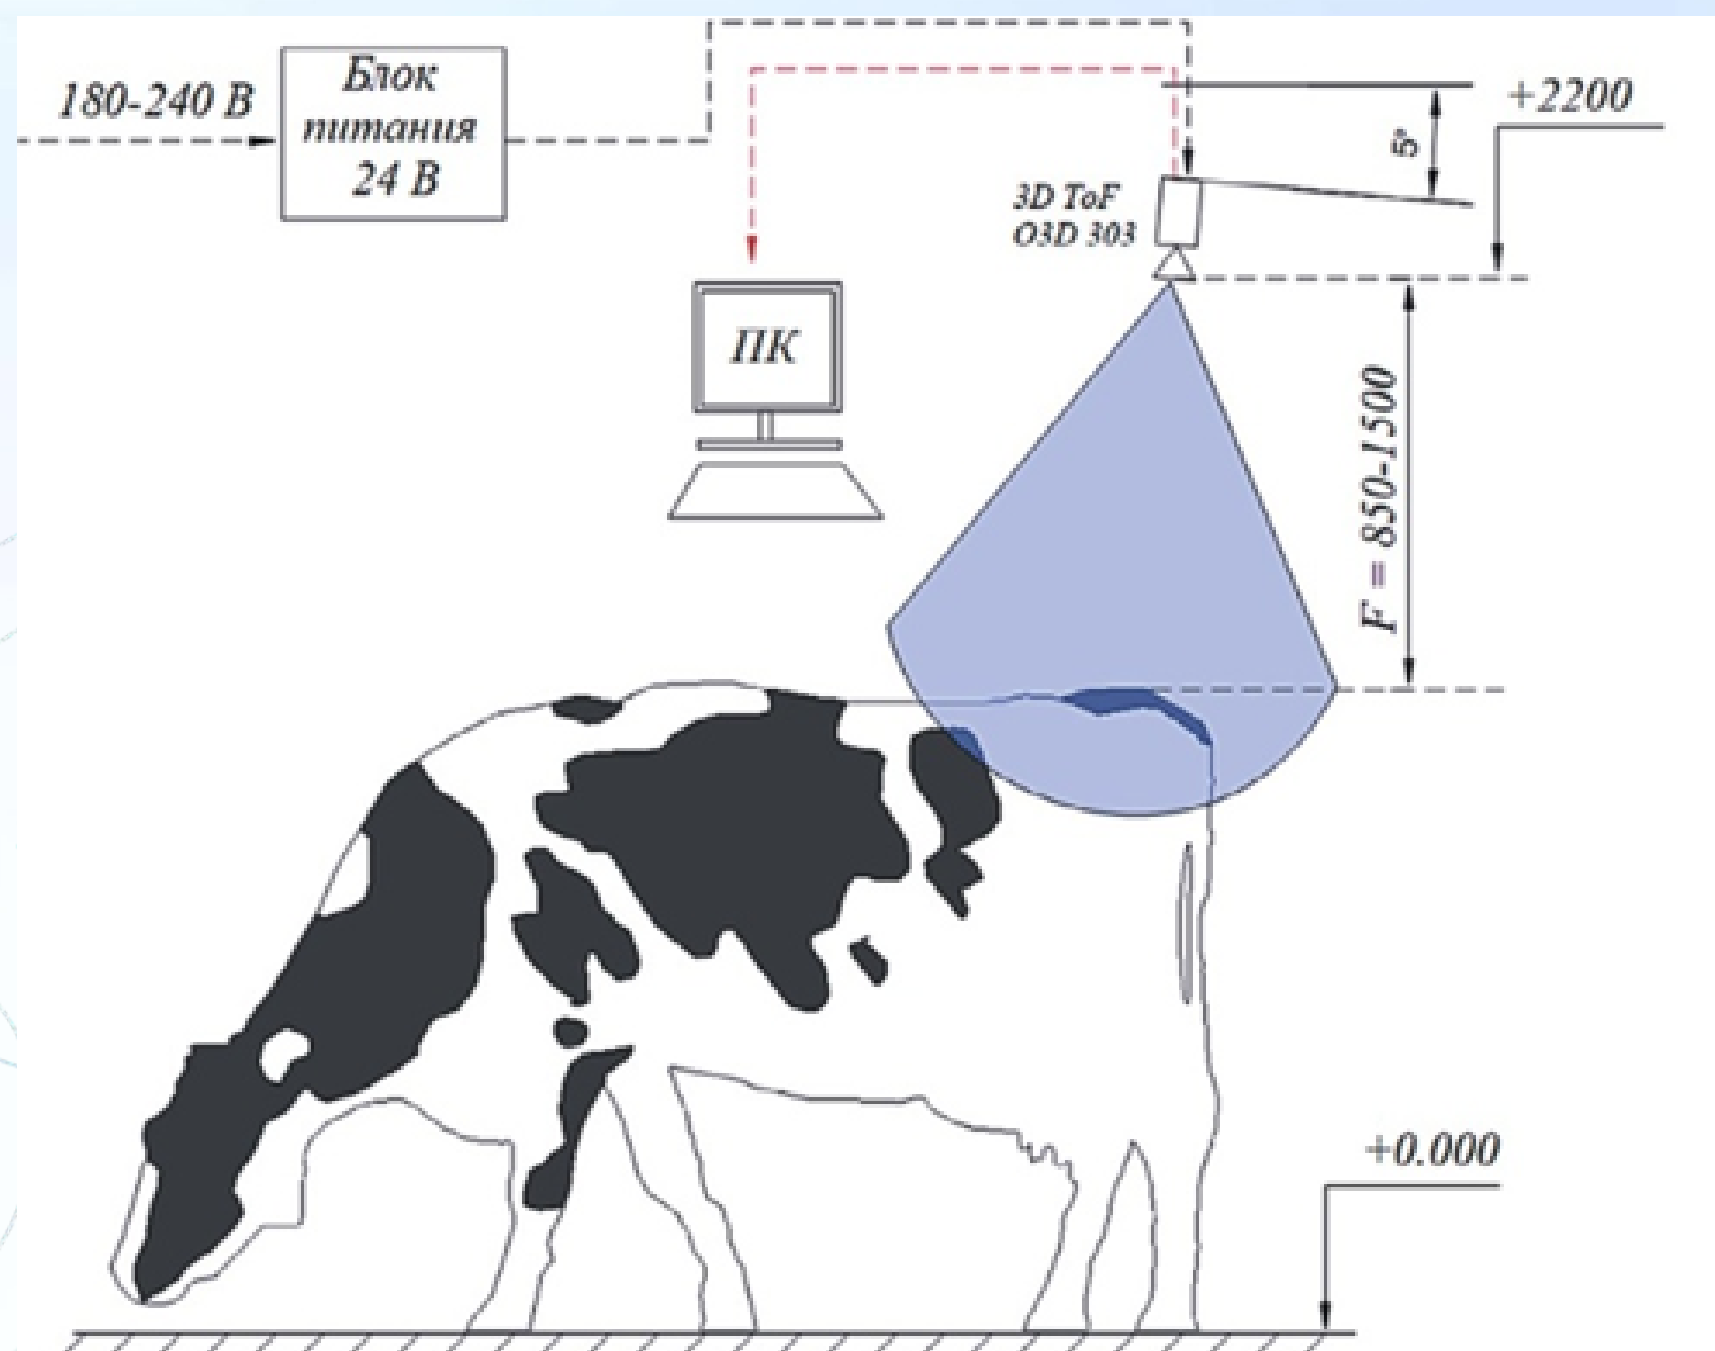 180-240 В
Блок
питания
24 В
+2200
5°
3D ToF
O3D 303
ПК
F = 850-1500
+0.000